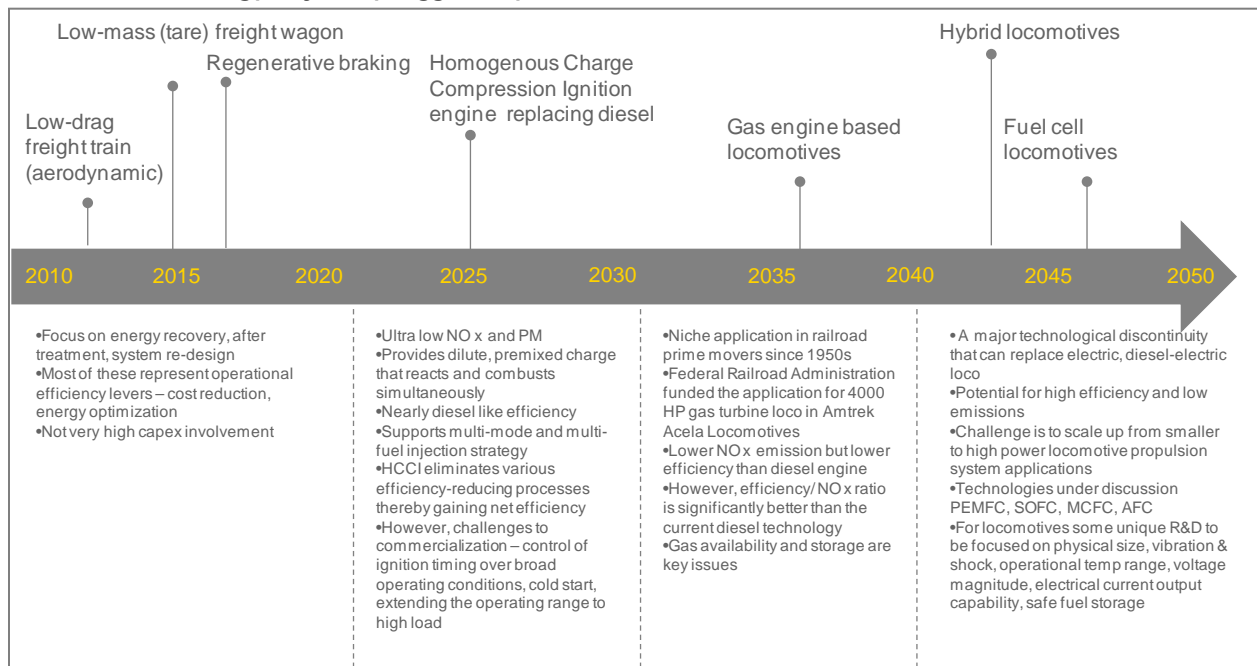 Low-mass (tare) freight wagon
Regenerative braking
Low-drag
freight train
(aerodynamic)
Homogenous Charge
Compression Ignition
engine replacing diesel
Gas engine based
locomotives
Hybrid locomotives
Fuel cell
locomotives
2010 2015 2020 2025 2030 2035 2040 2045 2050
•Focus on energy recovery, after
treatment, system re-design
•Most of these represent operational
efficiency levers – cost reduction,
energy optimization
•Not very high capex involvement
•Ultra low NO x and PM
•Provides dilute, premixed charge
that reacts and combusts
simultaneously
•Nearly diesel like efficiency
•Supports multi-mode and multi-
fuel injection strategy
•HCCI eliminates various
efficiency-reducing processes
thereby gaining net efficiency
•However, challenges to
commercialization – control of
ignition timing over broad
operating conditions, cold start,
extending the operating range to
high load
•Niche application in railroad
prime movers since 1950s
•Federal Railroad Administration
funded the application for 4000
HP gas turbine loco in Amtrek
Acela Locomotives
•Lower NOx emission but lower
efficiency than diesel engine
•However, efficiency/ NOx ratio
is significantly better than the
current diesel technology
•Gas availability and storage are
key issues
• A major technological discontinuity
that can replace electric, diesel-electric
loco
•Potential for high efficiency and low
emissions
•Challenge is to scale up from smaller
to high power locomotive propulsion
system applications
•Technologies under discussion
PEMFC, SOFC, MCFC, AFC
•For locomotives some unique R&D to
be focused on physical size, vibration &
shock, operational temp range, voltage
magnitude, electrical current output
capability, safe fuel storage